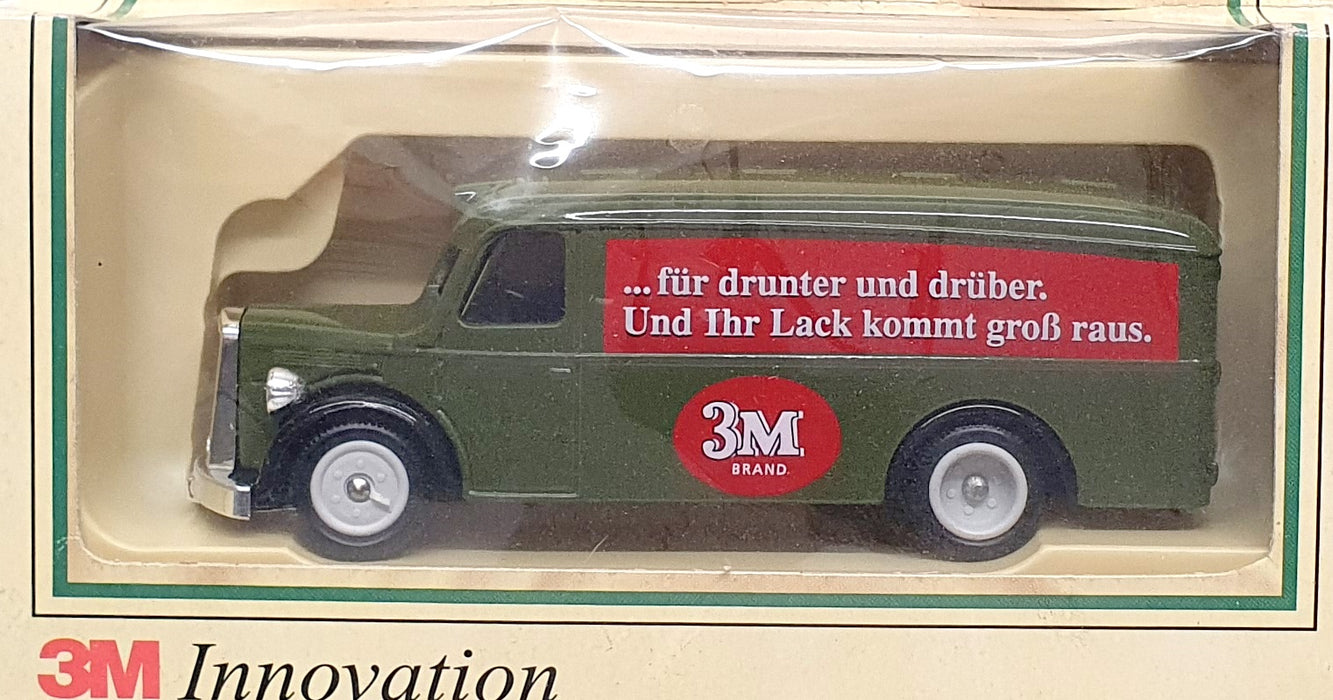 ... für drunter und drüber.
Und Ihr Lack kommt groß raus.
3M
BRAND.
3M Innovation